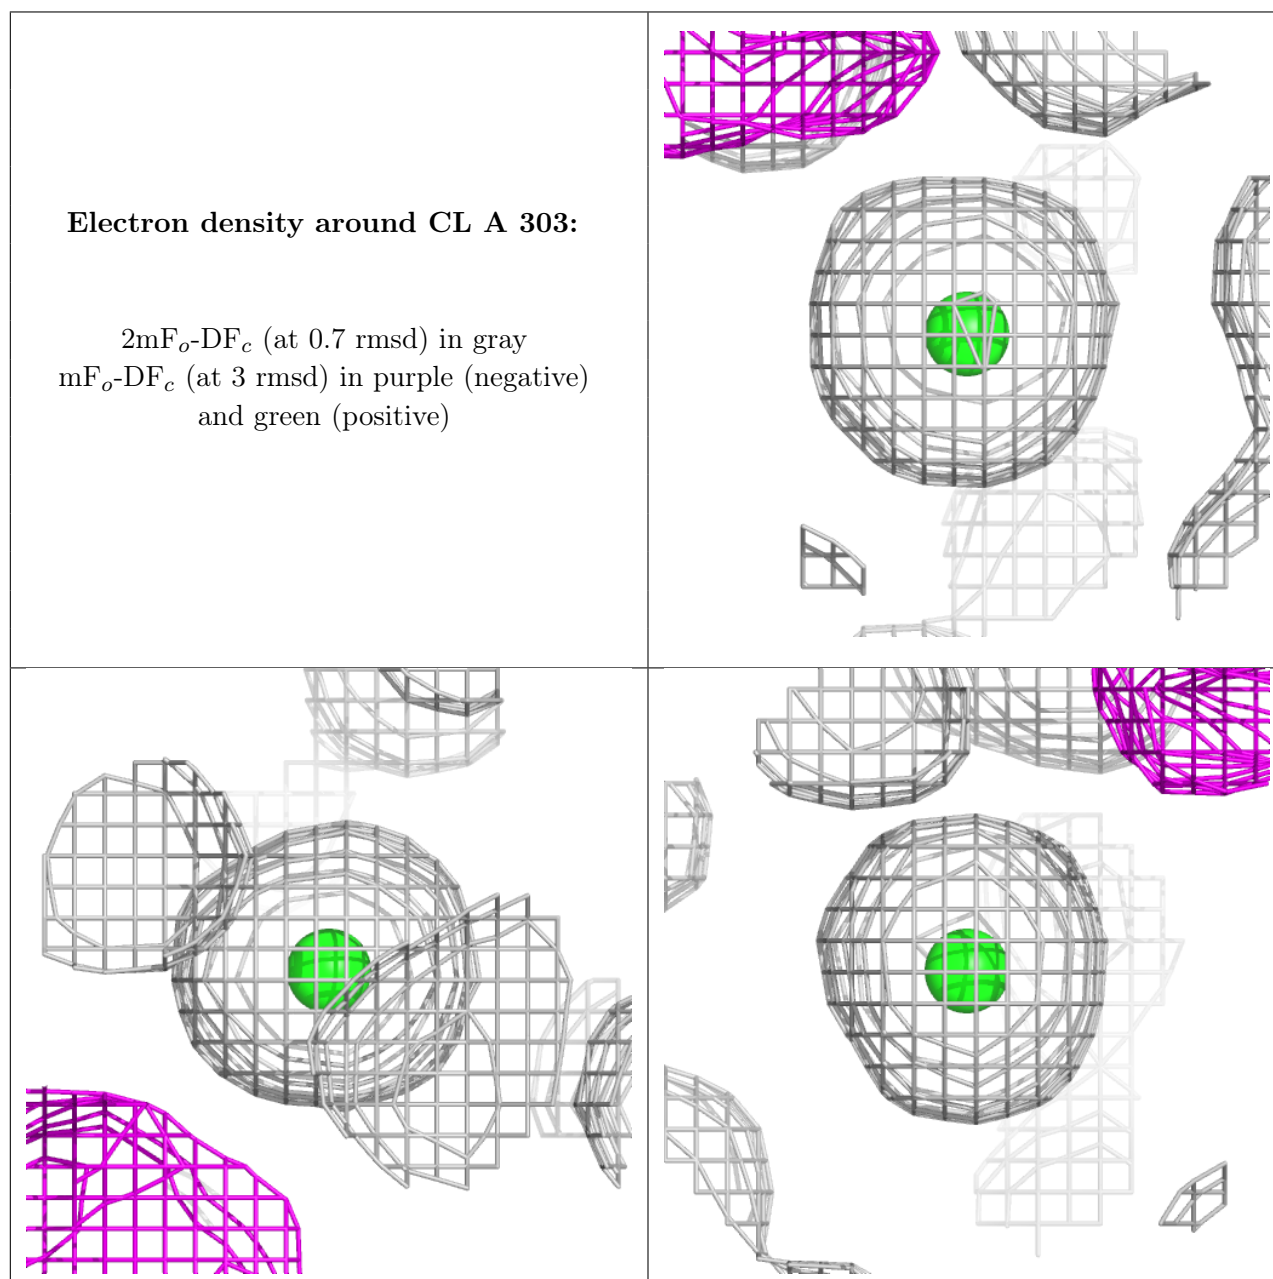 Electron density around CL A 303:
2mFo-DFc (at 0.7 rmsd) in gray
mFo-DFc (at 3 rmsd) in purple (negative)
and green (positive)